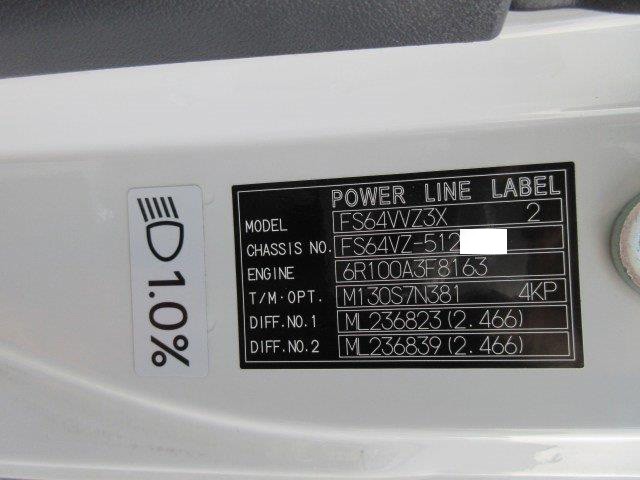 POWER LINE LABEL
MODEL FS64VVZ3X 2
CHASSIS NO. FS64VZ-512
ENGINE 6R100A3F8163
T/M·OPT. M130S7N381 4KP
DIFF.NO.1 ML236823(2.466)
DIFF.NO.2 ML236839(2.466)
1.0%